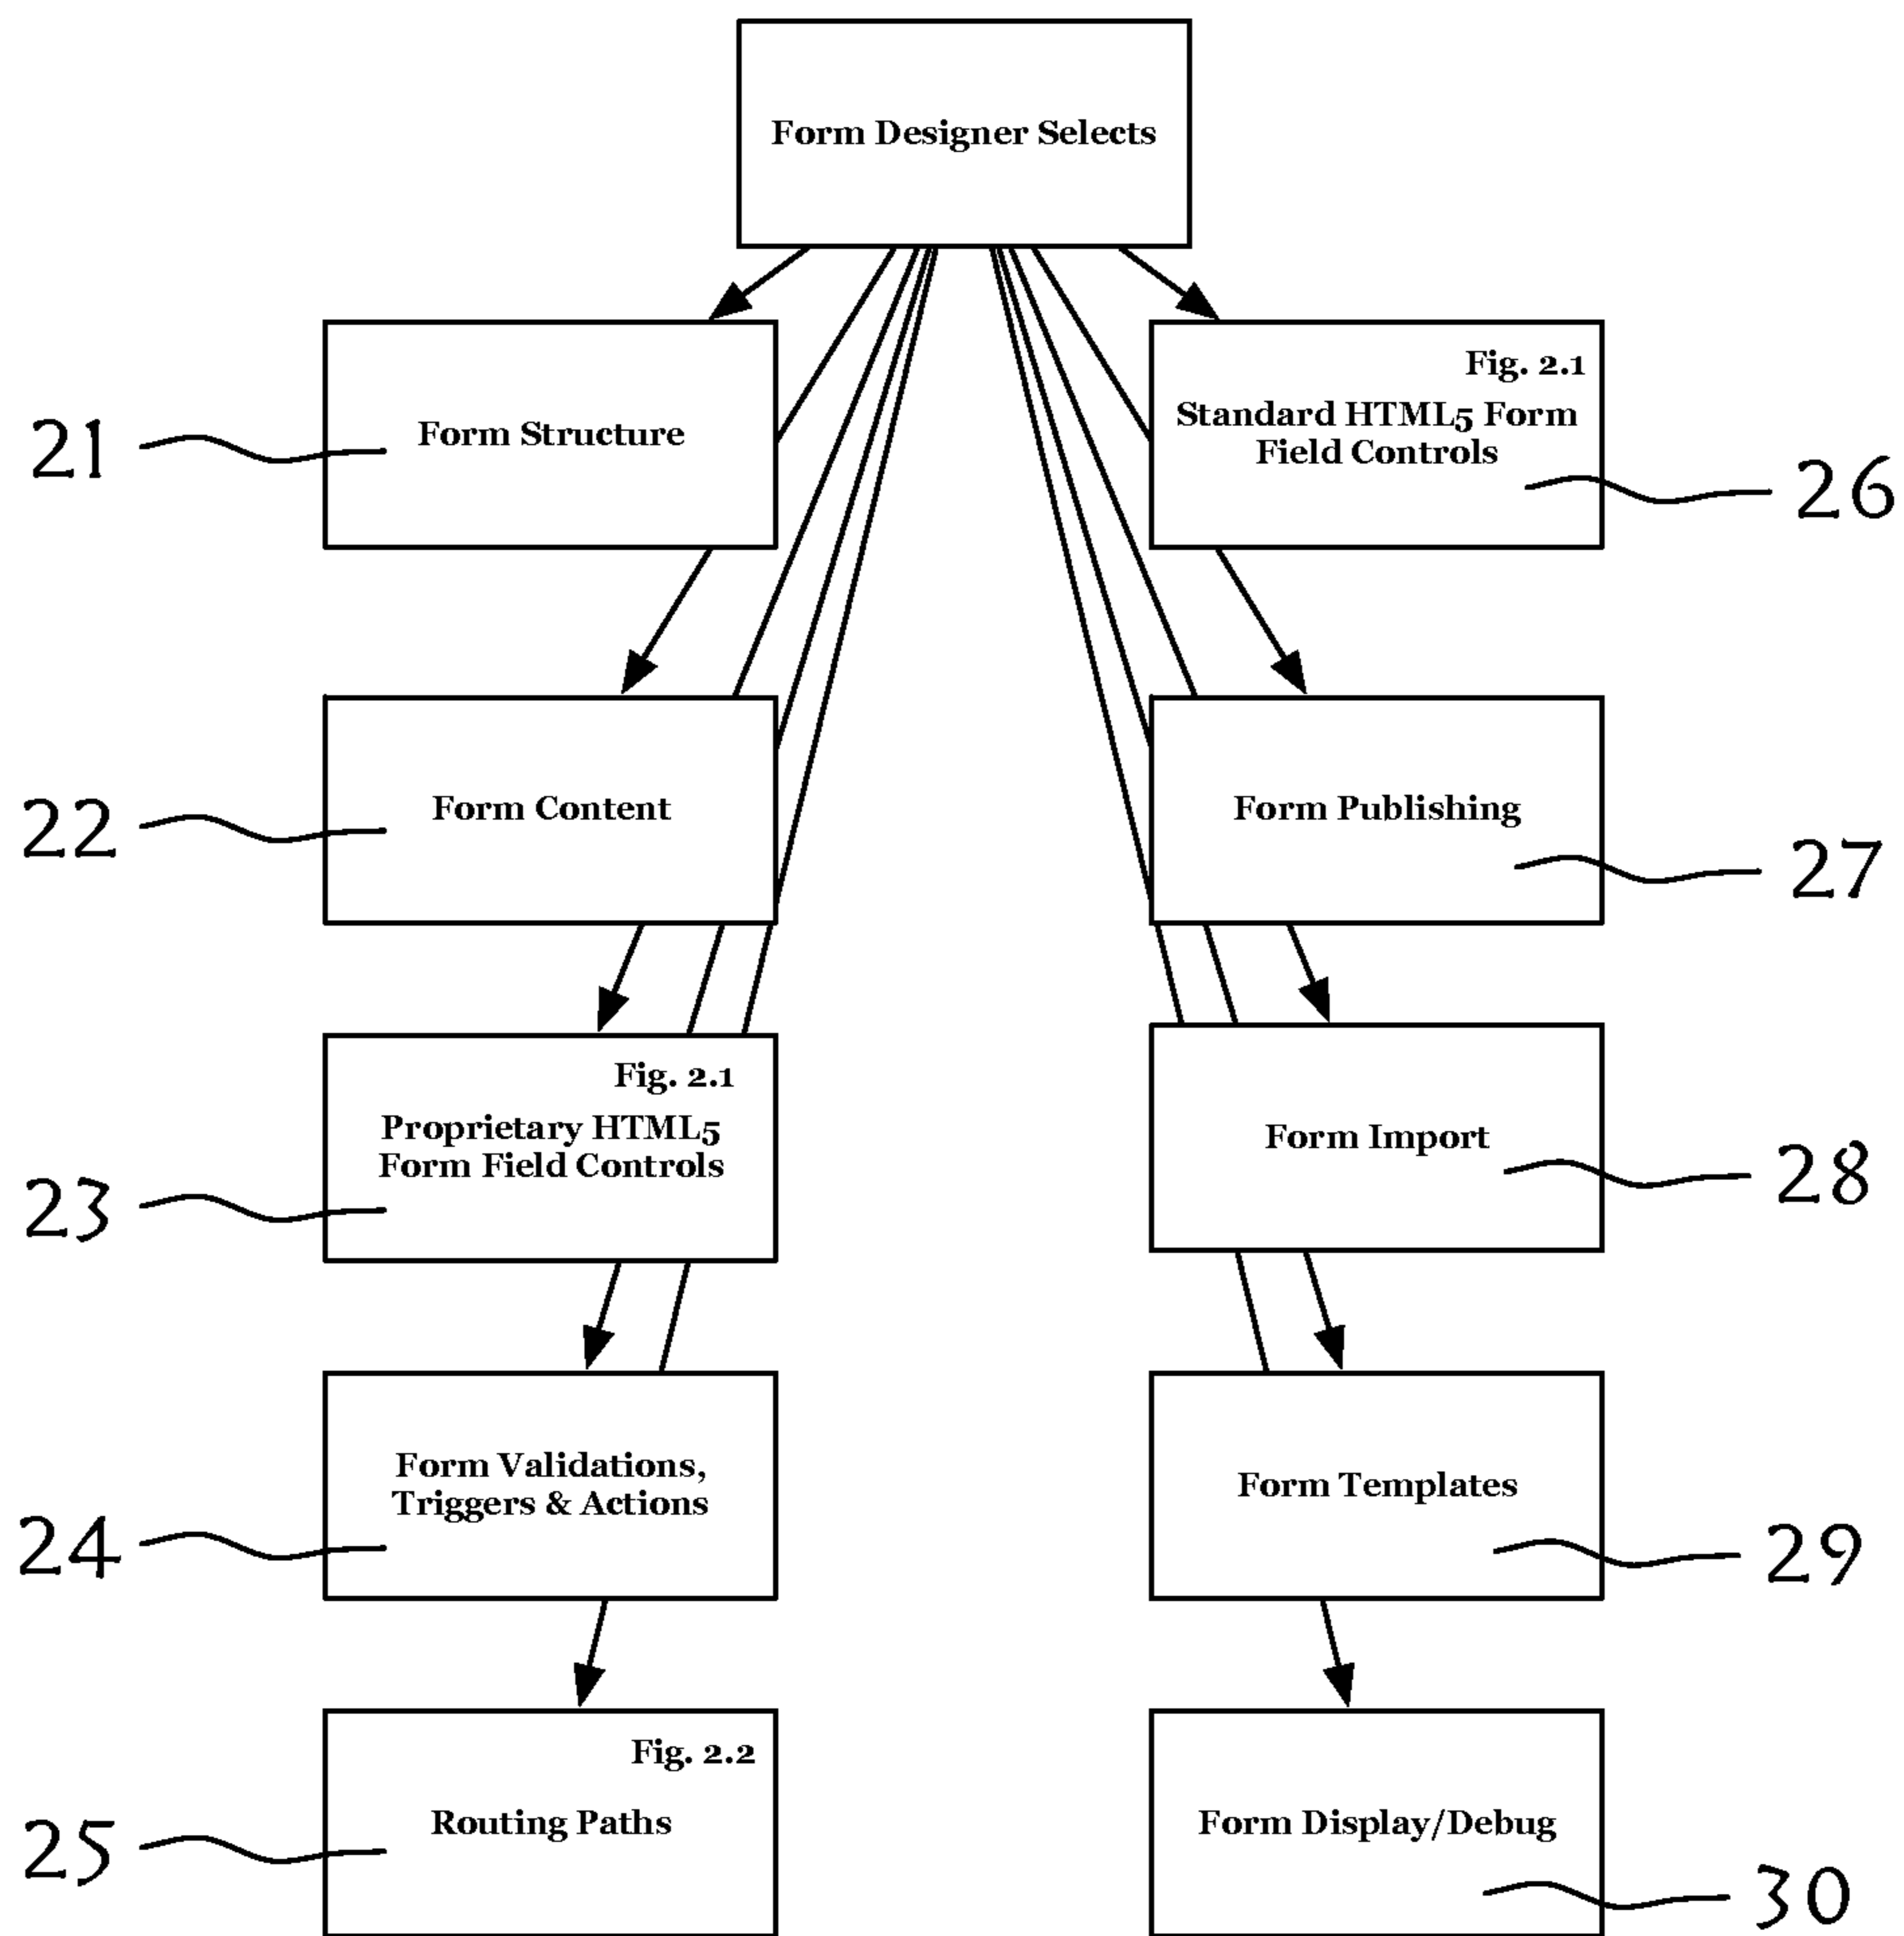 Form Designer Selects
21
Form Structure
Fig. 2.1
Standard HTML5 Form
Field Controls
26
22
Form Content
Form Publishing
27
Fig. 2.1
Proprietary HTML5
Form Field Controls
23
Form Import
28
Form Validations,
Triggers & Actions
24
Form Templates
29
Fig. 2.2
Routing Paths
25
Form Display/Debug
30